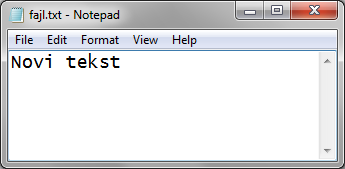 fajl.txt - Notepad
File Edit Format View Help
Novi tekst